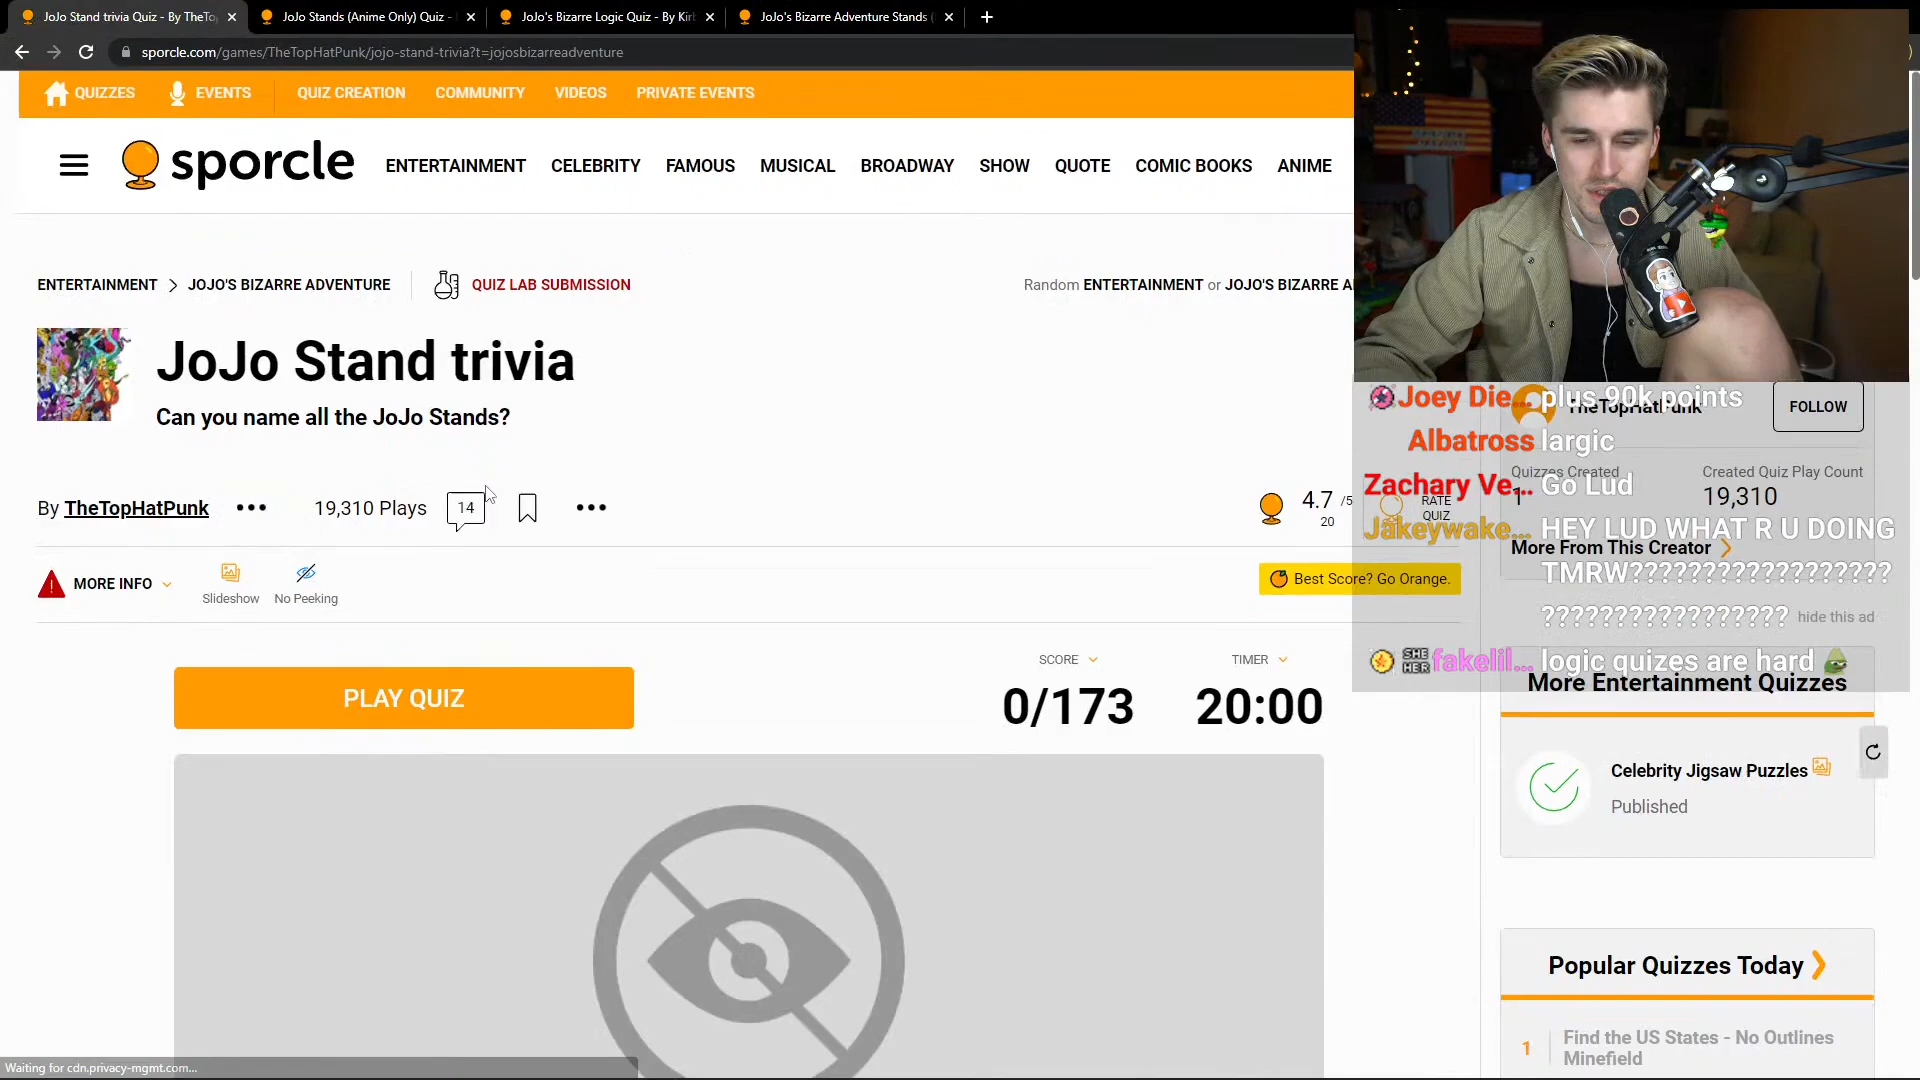 JoJo Stand trivia Quiz - By TheTo
JoJo Stands (Anime Only) Quiz -
JoJo's Bizarre Logic Quiz - By Kir
JoJo's Bizarre Adventure Stands
sporcle.com/games/TheTopHatPunk/jojo-stand-trivia?t=jojosbizarreadventure
QUIZZES EVENTS QUIZ CREATION COMMUNITY VIDEOS PRIVATE EVENTS
sporcle ENTERTAINMENT CELEBRITY FAMOUS MUSICAL BROADWAY SHOW QUOTE COMIC BOOKS ANIME
ENTERTAINMENT > JOJO'S BIZARRE ADVENTURE QUIZ LAB SUBMISSION
Random ENTERTAINMENT or JOJO'S BIZARRE A
JoJo Stand trivia
Can you name all the JoJo Stands?
By TheTopHatPunk ••• 19,310 Plays 14 •••
4.7 /5
20
RATE
QUIZ
MORE INFO
Slideshow
No Peeking
Best Score? Go Orange.
PLAY QUIZ
SCORE
0/173
TIMER
20:00
Joey Die... plus 90k points
Albatross largic
Zachary Ve... Go Lud
Jakeywake... HEY LUD WHAT R U DOING
TMRW??????????????????
?????????????????
SHE
HER
fakelil... logic quizes are hard
TheTopHatPunk
FOLLOW
Quizzes Created
1
Created Quiz Play Count
19,310
More From This Creator
hide this ad
More Entertainment Quizzes
Celebrity Jigsaw Puzzles
Published
Popular Quizzes Today
1 Find the US States - No Outlines
Minefield
Waiting for cdn.privacy-mgmt.com...